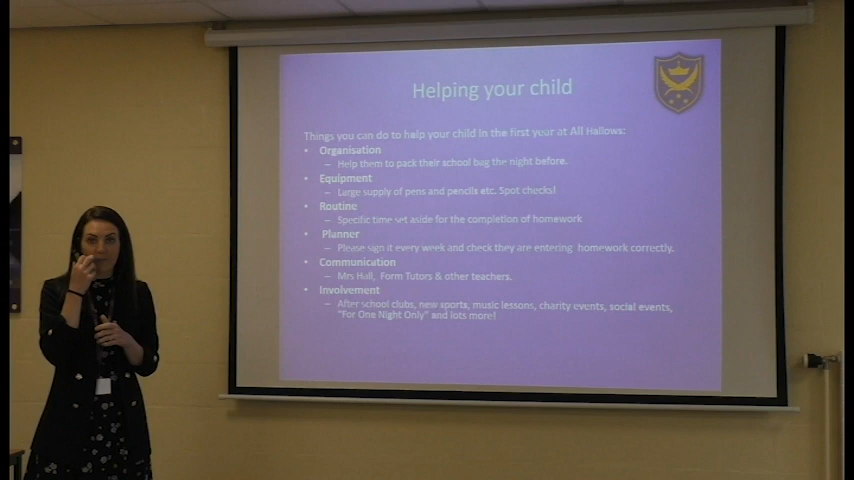 Helping your child
Things you can do to help your child in the first year at All Hallows:
• Organisation
– Help them to pack their school bag the night before.
• Equipment
– Large supply of pens and pencils etc. Spot checks!
• Routine
– Specific time set aside for the completion of homework
• Planner
– Please sign it every week and check they are entering homework correctly.
• Communication
– Mrs Hall, Form Tutors & other teachers.
• Involvement
– After school clubs, new sports, music lessons, charity events, social events,
"For One Night Only" and lots more!